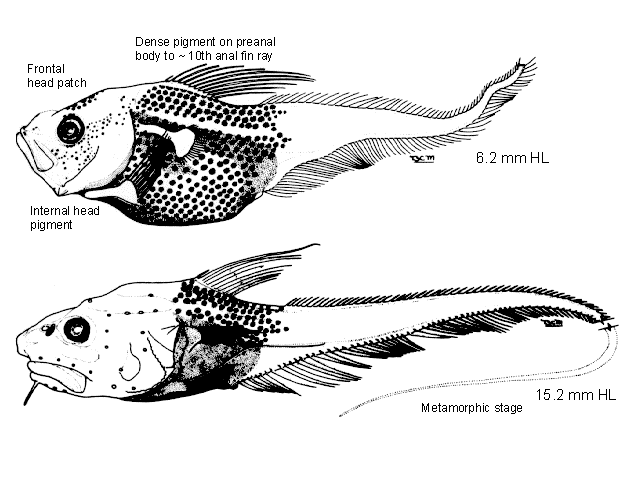 Dense pigment on preanal
body to ~ 10th anal fin ray
Frontal
head patch
6.2 mm HL
Internal head
pigment
15.2 mm HL
Metamorphic stage